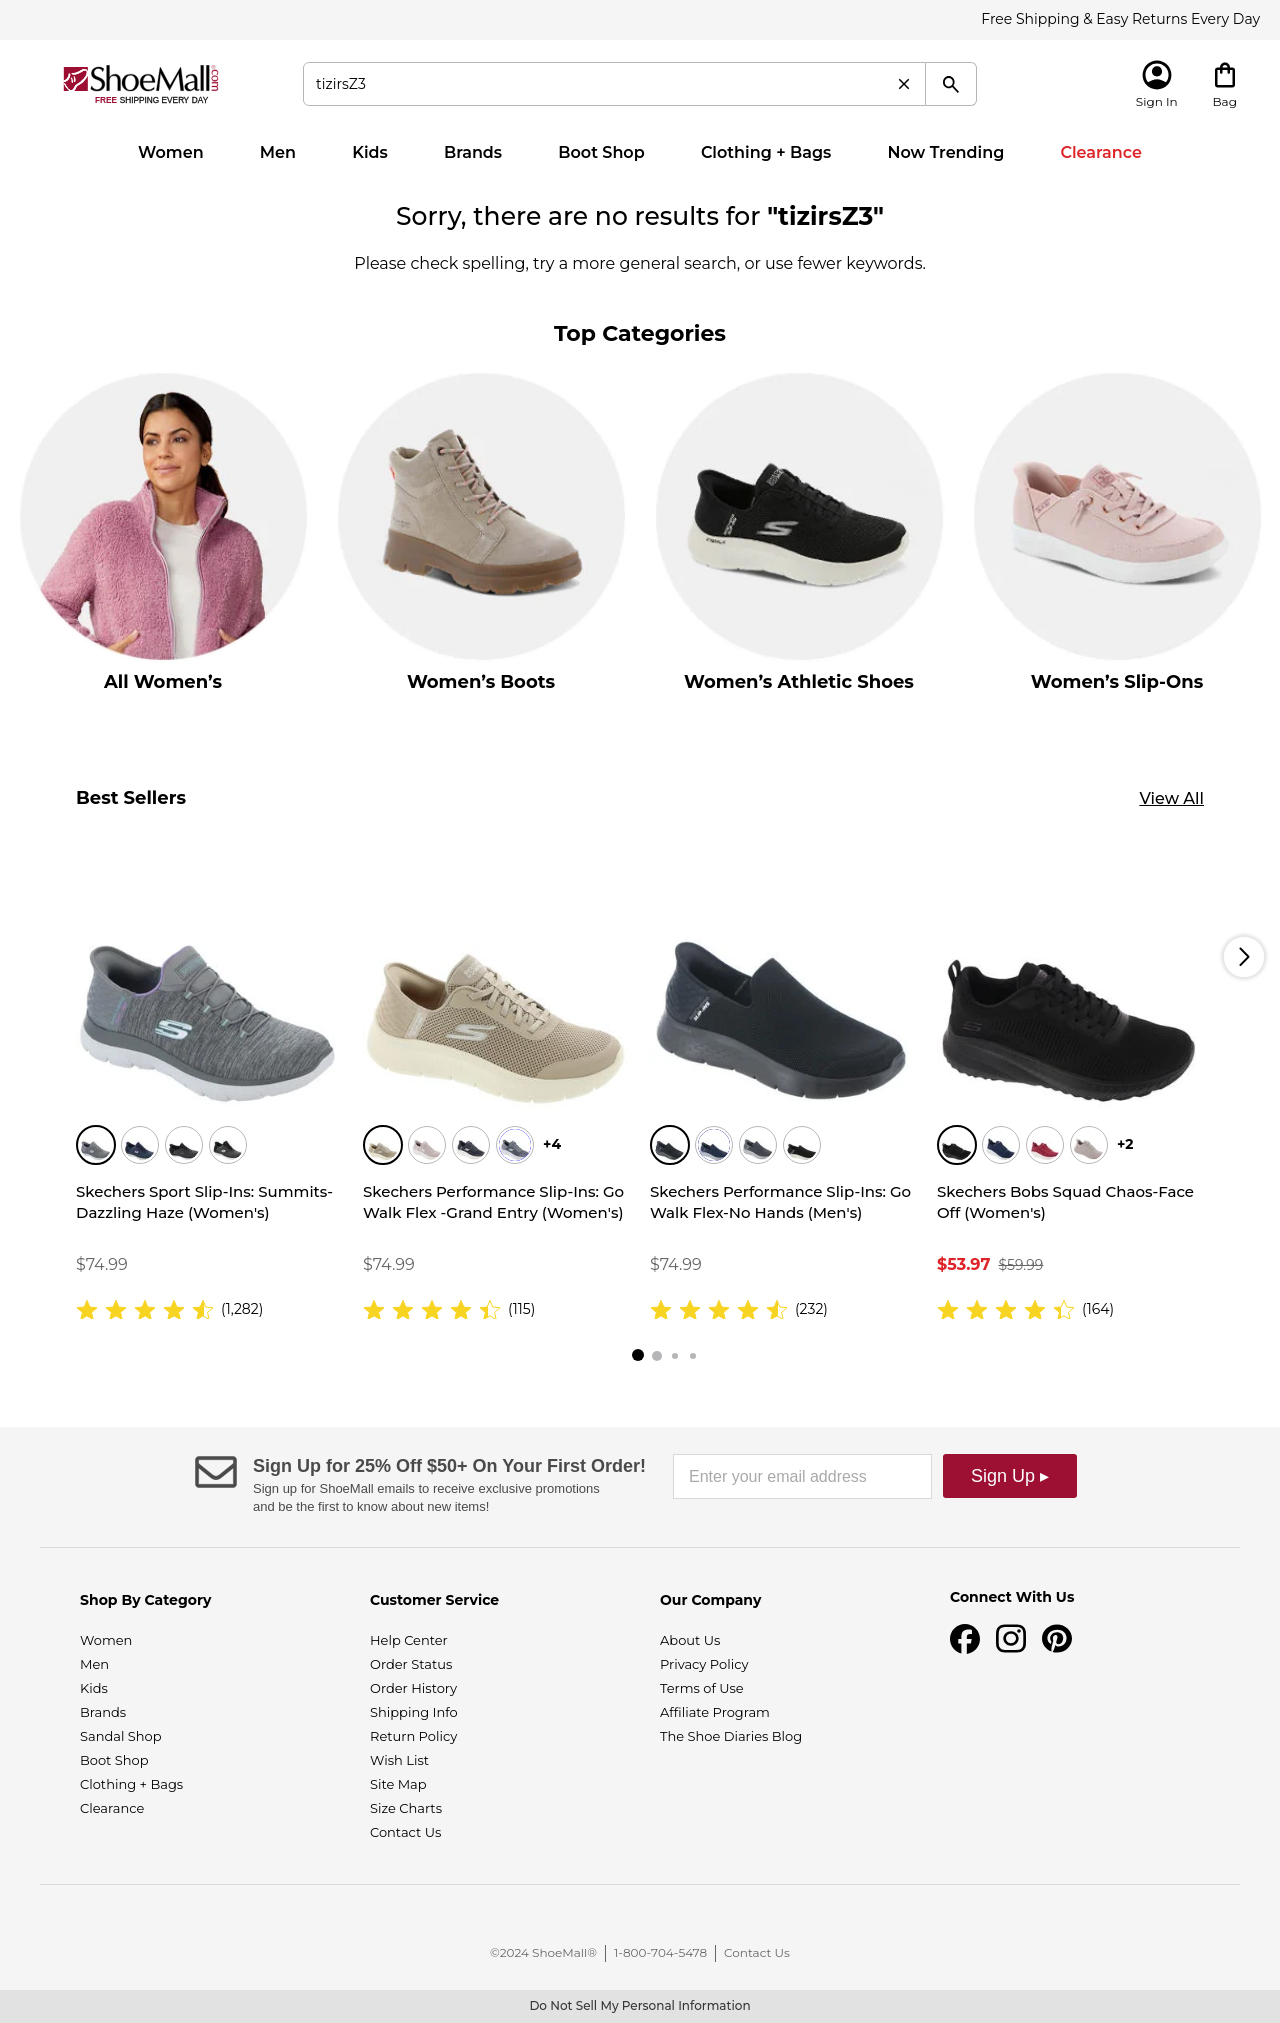 Free Shipping & Easy Returns Every Day
ShoeMall.com
FREE SHIPPING EVERY DAY
tizirsZ3
Sign In
Bag
Women Men Kids Brands Boot Shop Clothing + Bags Now Trending Clearance
Sorry, there are no results for "tizirsZ3"
Please check spelling, try a more general search, or use fewer keywords.
Top Categories
All Women’s
Women’s Boots
Women’s Athletic Shoes
Women’s Slip-Ons
Best Sellers
View All
+4
+2
Skechers Sport Slip-Ins: Summits-
Dazzling Haze (Women's)
$74.99
(1,282)
Skechers Performance Slip-Ins: Go
Walk Flex -Grand Entry (Women's)
$74.99
(115)
Skechers Performance Slip-Ins: Go
Walk Flex-No Hands (Men's)
$74.99
(232)
Skechers Bobs Squad Chaos-Face
Off (Women's)
$53.97 $59.99
(164)
Sign Up for 25% Off $50+ On Your First Order!
Sign up for ShoeMall emails to receive exclusive promotions
and be the first to know about new items!
Enter your email address
Sign Up ▸
Shop By Category
Women
Men
Kids
Brands
Sandal Shop
Boot Shop
Clothing + Bags
Clearance
Customer Service
Help Center
Order Status
Order History
Shipping Info
Return Policy
Wish List
Site Map
Size Charts
Contact Us
Our Company
About Us
Privacy Policy
Terms of Use
Affiliate Program
The Shoe Diaries Blog
Connect With Us
©2024 ShoeMall® | 1-800-704-5478 | Contact Us
Do Not Sell My Personal Information